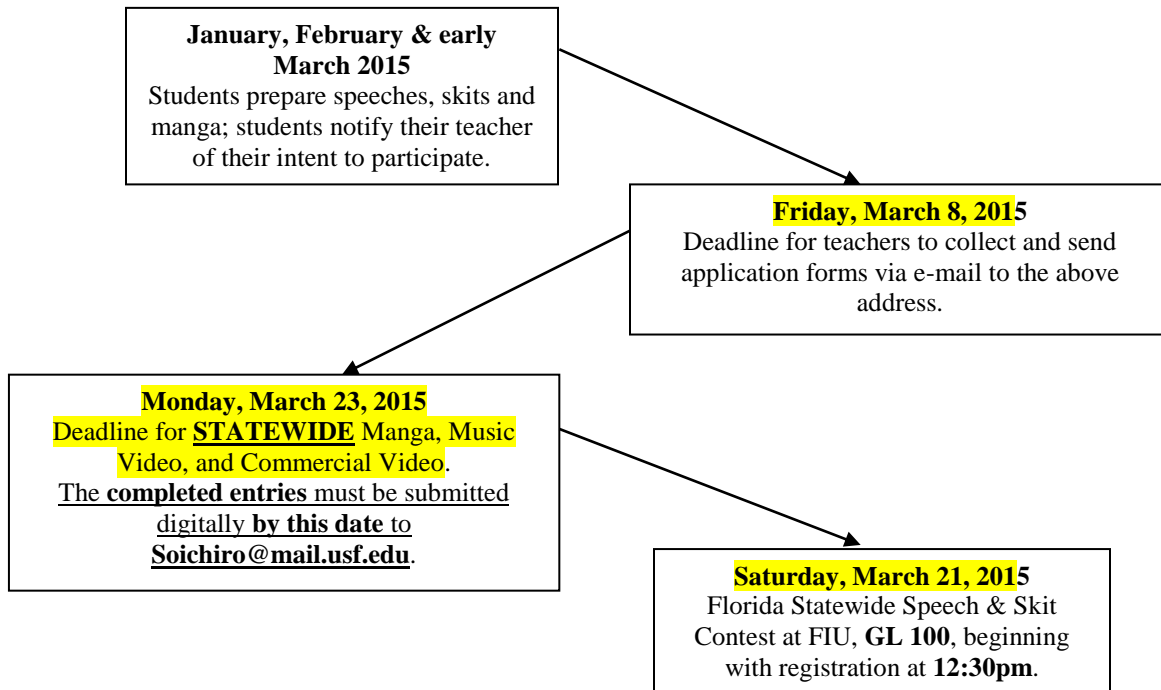 January, February & early
March 2015
Students prepare speeches, skits and
manga; students notify their teacher
of their intent to participate.
Friday, March 8, 2015
Deadline for teachers to collect and send
application forms via e-mail to the above
address.
Monday, March 23, 2015
Deadline for STATEWIDE Manga, Music
Video, and Commercial Video.
The completed entries must be submitted
digitally by this date to
Soichiro@mail.usf.edu.
Saturday, March 21, 2015
Florida Statewide Speech & Skit
Contest at FIU, GL 100, beginning
with registration at 12:30pm.